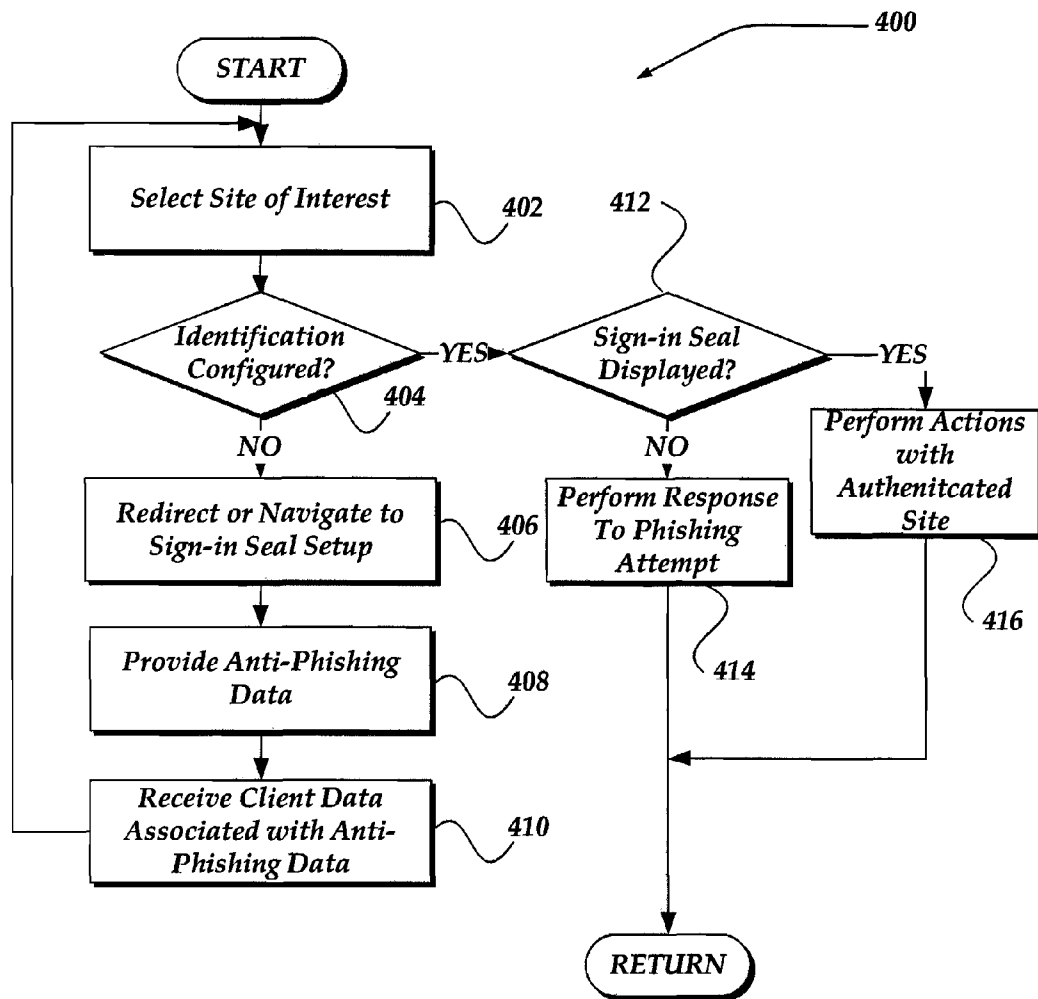 400
START
Select Site of Interest
402
412
Identification
Configured?
YES
404
Sign-in Seal
Displayed?
YES
NO
NO
Redirect or Navigate to
Sign-in Seal Setup
406
Perform Response
To Phishing
Attempt
414
Perform Actions
with
Authenitcated
Site
416
Provide Anti-Phishing
Data
408
Receive Client Data
Associated with Anti-
Phishing Data
410
RETURN